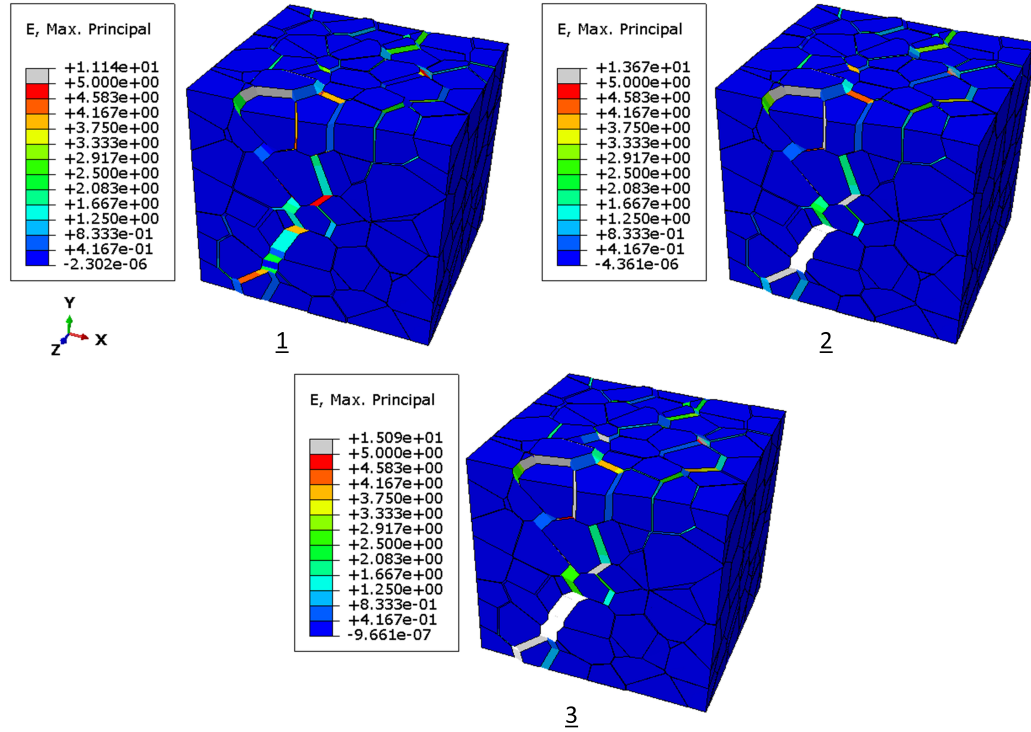 E, Max. Principal
+1.114e+01
+5.000e+00
+4.583e+00
+4.167e+00
+3.750e+00
+3.333e+00
+2.917e+00
+2.500e+00
+2.083e+00
+1.667e+00
+1.250e+00
+8.333e-01
+4.167e-01
-2.302e-06
Y
Z X
1
E, Max. Principal
+1.367e+01
+5.000e+00
+4.583e+00
+4.167e+00
+3.750e+00
+3.333e+00
+2.917e+00
+2.500e+00
+2.083e+00
+1.667e+00
+1.250e+00
+8.333e-01
+4.167e-01
-4.361e-06
2
E, Max. Principal
+1.509e+01
+5.000e+00
+4.583e+00
+4.167e+00
+3.750e+00
+3.333e+00
+2.917e+00
+2.500e+00
+2.083e+00
+1.667e+00
+1.250e+00
+8.333e-01
+4.167e-01
-9.661e-07
3